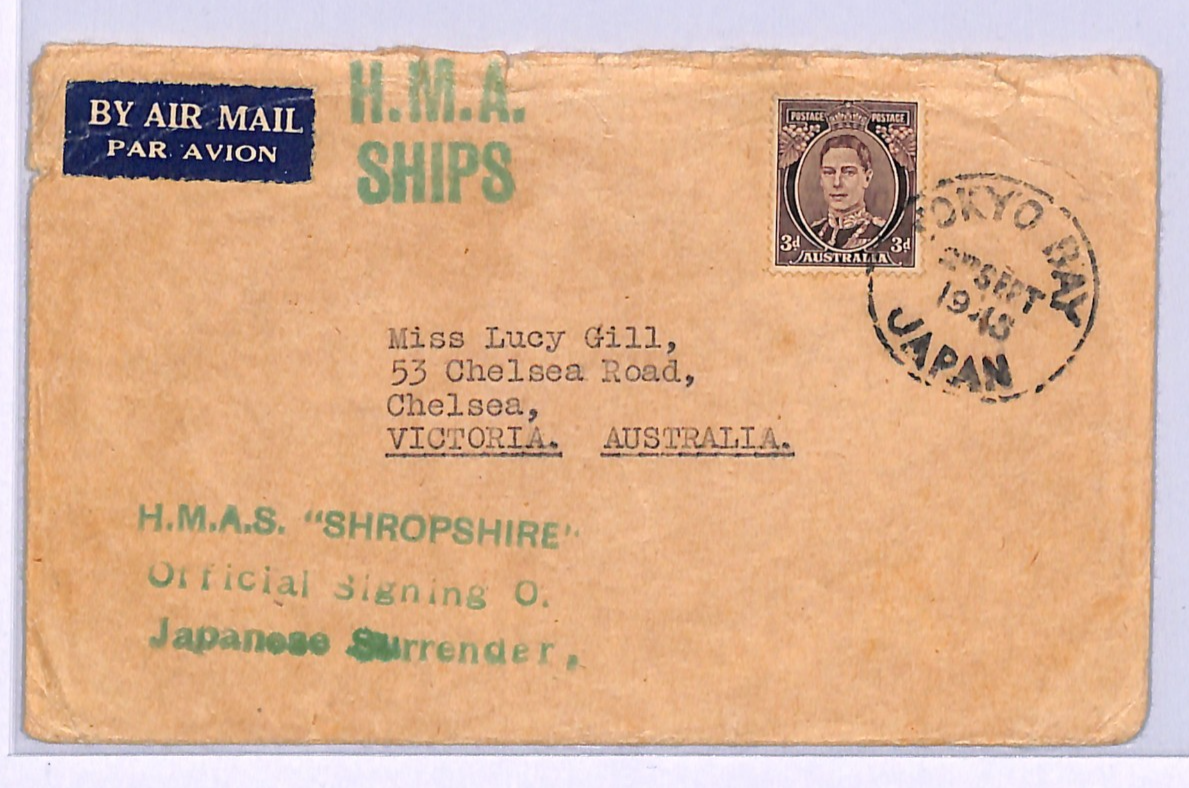 BY AIR MAIL
PAR AVION
H.M.A.
SHIPS
POSTAGE POSTAGE
3d 3d
AUSTRALIA
TOKYO BAY
2ND SEPT
1945
JAPAN
Miss Lucy Gill,
53 Chelsea Road,
Chelsea,
VICTORIA. AUSTRALIA.
H.M.A.S. "SHROPSHIRE"
Official Signing O.
Japanese Surrender.